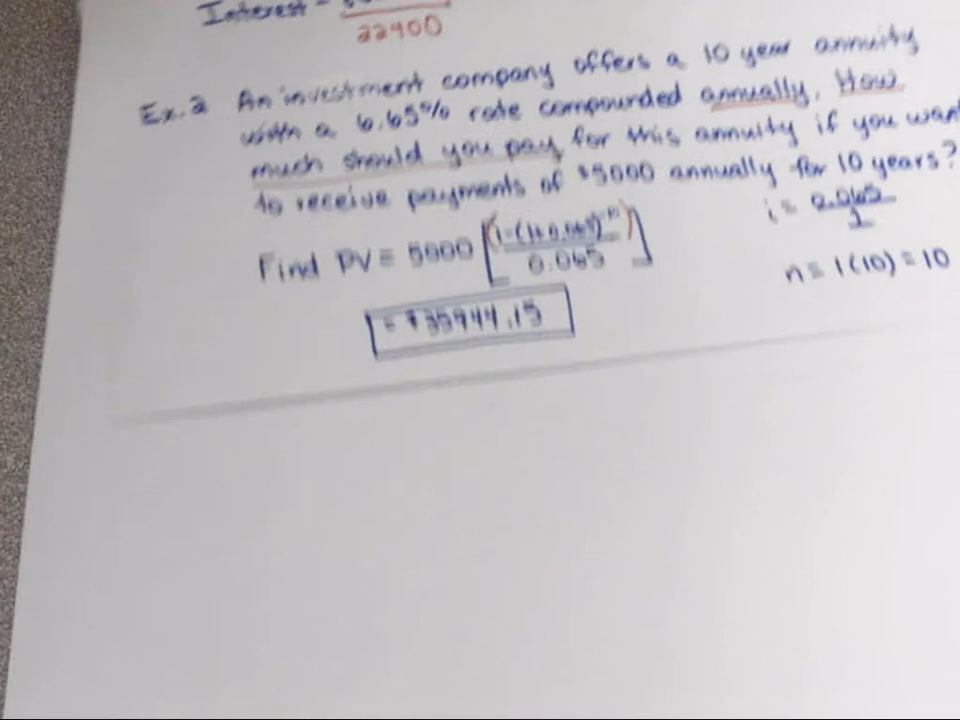 Interest =
22400
Ex. 2 An investment company offers a 10 year annuity
with a 6.65% rate compounded annually. How
much should you pay for this annuity if you want
to receive payments of $5000 annually for 10 years?
i = 0.065 / 1
Find PV = 5000 [(1-(1+0.065)^-10) / 0.065]
n = 1(10) = 10
= $35944.15